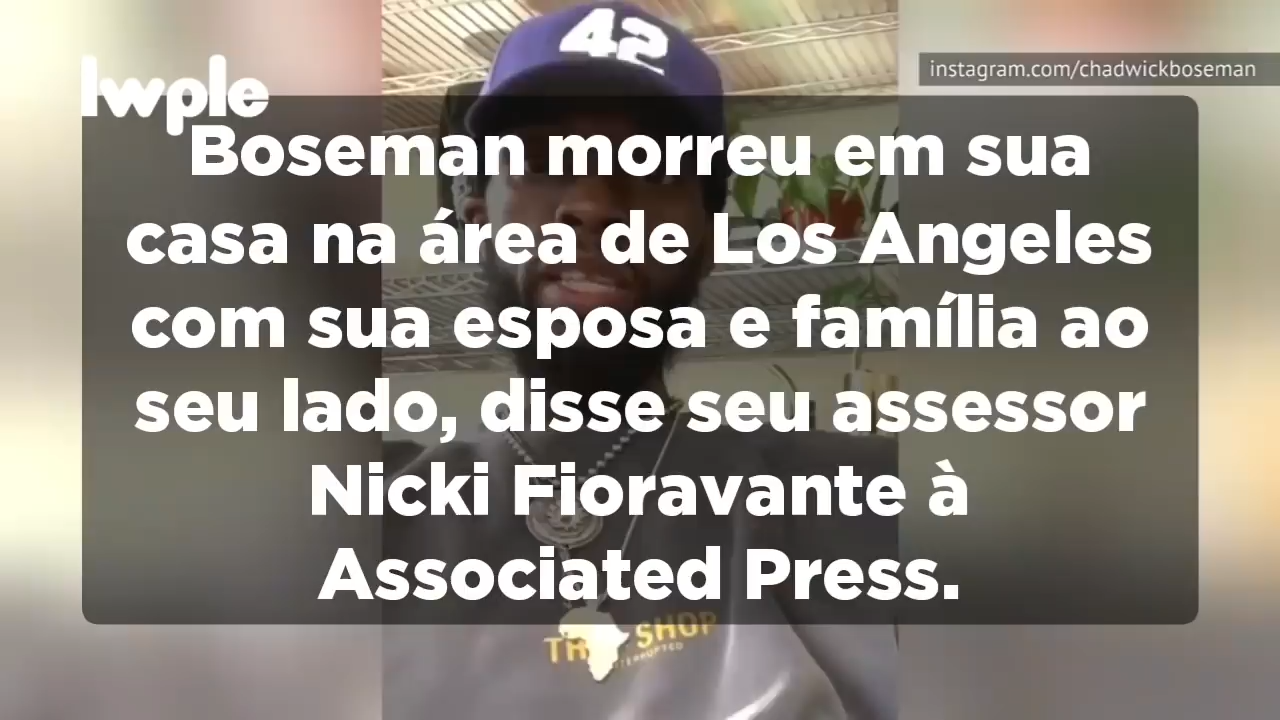 42
lwple
instagram.com/chadwickboseman
Boseman morreu em sua
casa na área de Los Angeles
com sua esposa e família ao
seu lado, disse seu assessor
Nicki Fioravante à
Associated Press.
SHOP